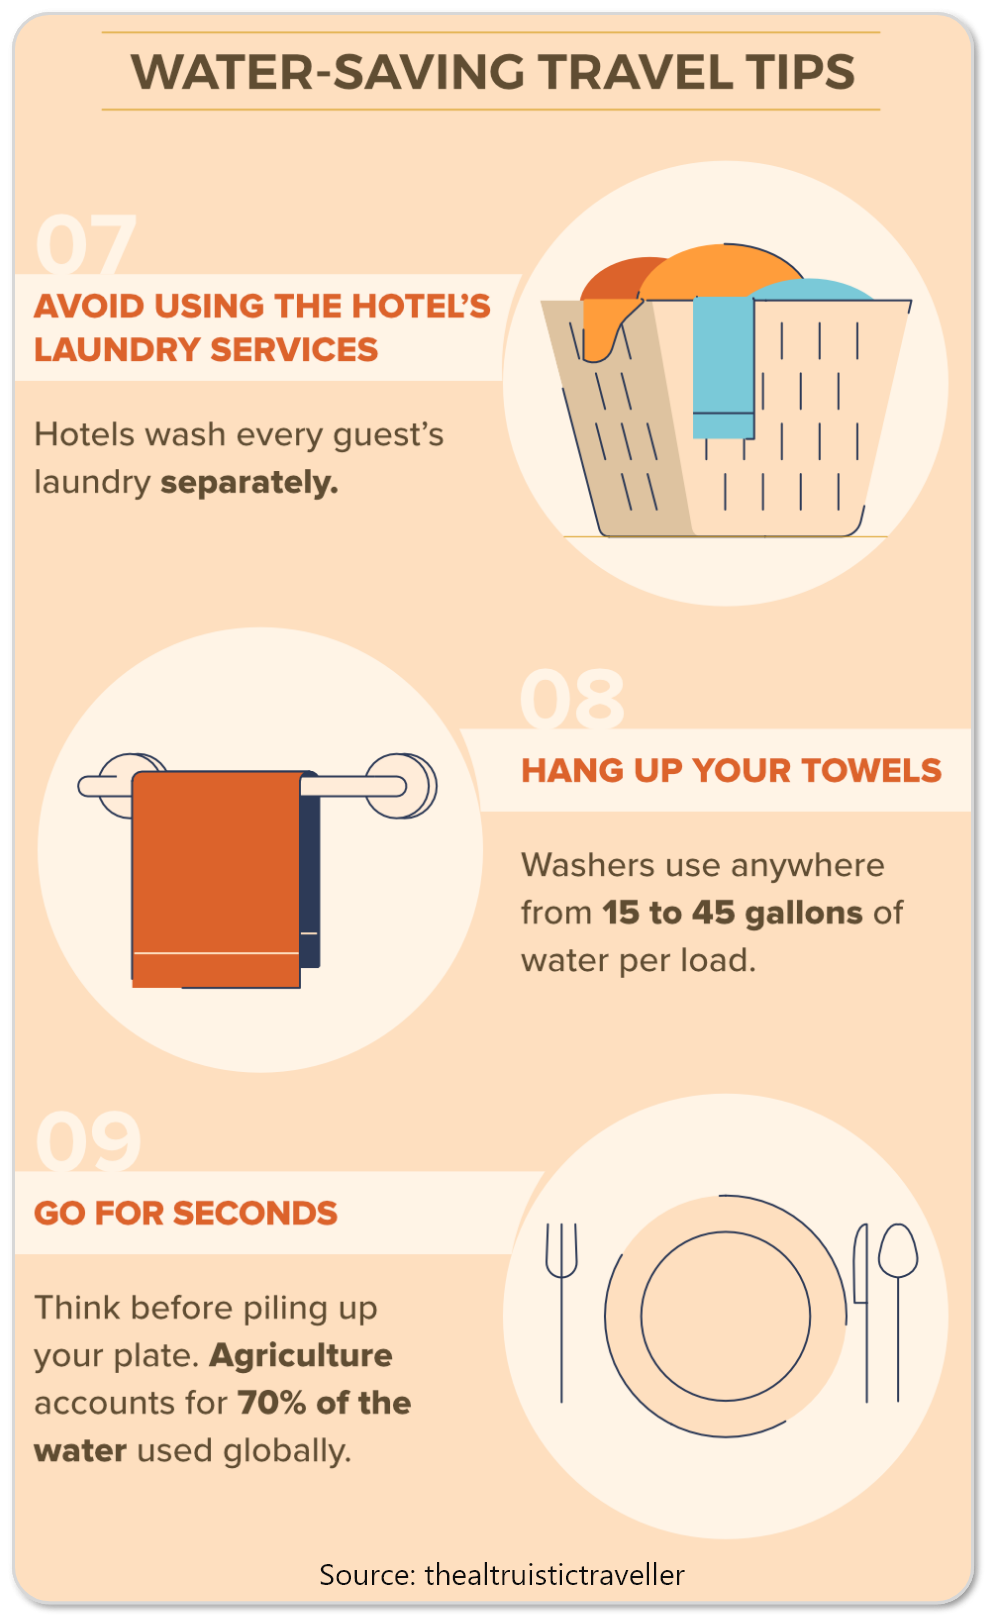 WATER-SAVING TRAVEL TIPS
07
AVOID USING THE HOTEL’S
LAUNDRY SERVICES
Hotels wash every guest’s
laundry separately.
08
HANG UP YOUR TOWELS
Washers use anywhere
from 15 to 45 gallons of
water per load.
09
GO FOR SECONDS
Think before piling up
your plate. Agriculture
accounts for 70% of the
water used globally.
Source: thealtruistictraveller